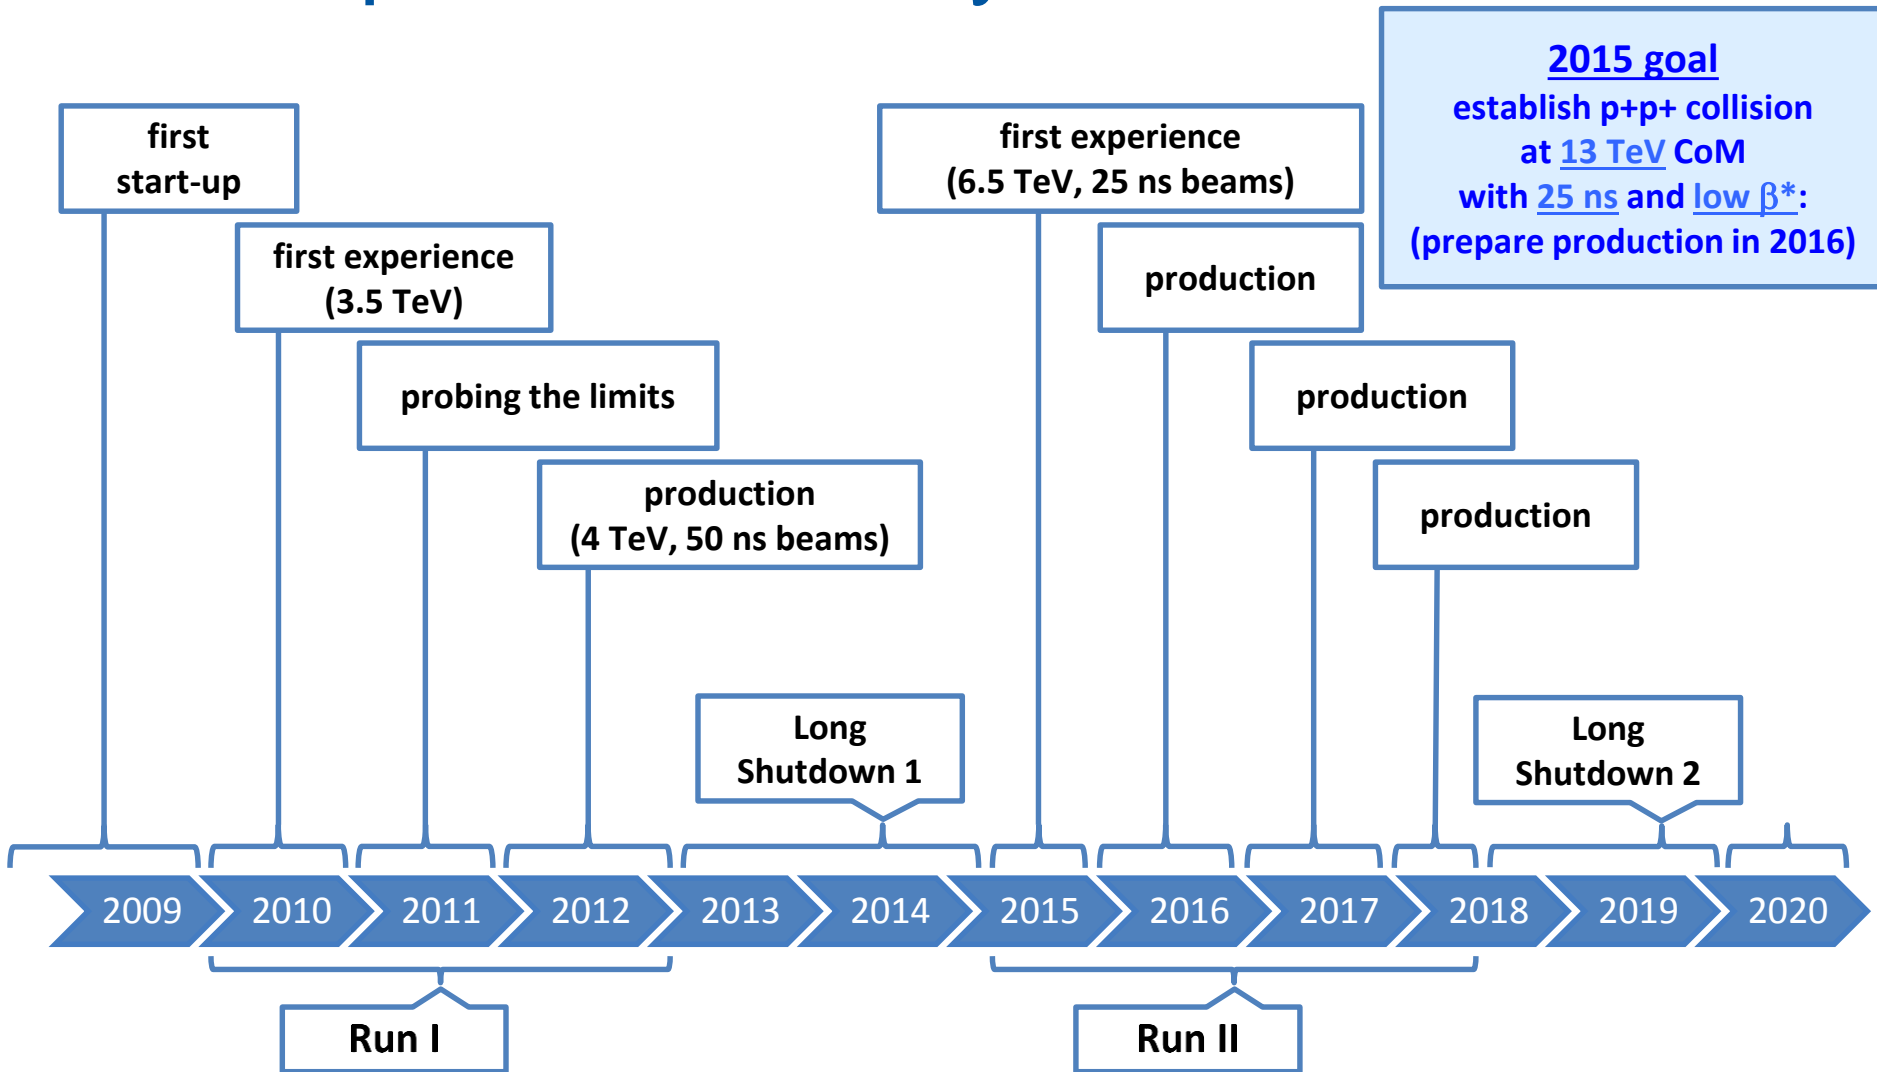 2015 goal
establish p+p+ collision
at 13 TeV CoM
with 25 ns and low β*:
(prepare production in 2016)
first
start-up
first experience
(6.5 TeV, 25 ns beams)
first experience
(3.5 TeV)
production
probing the limits
production
production
(4 TeV, 50 ns beams)
production
Long
Shutdown 1
Long
Shutdown 2
2009
2010
2011
2012
2013
2014
2015
2016
2017
2018
2019
2020
Run I
Run II